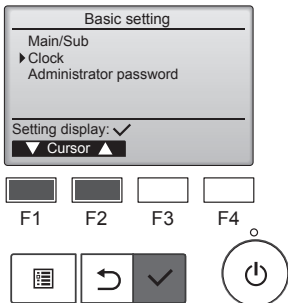 Basic setting
Main/Sub
Clock
Administrator password
Setting display:
Cursor
F1 F2 F3 F4